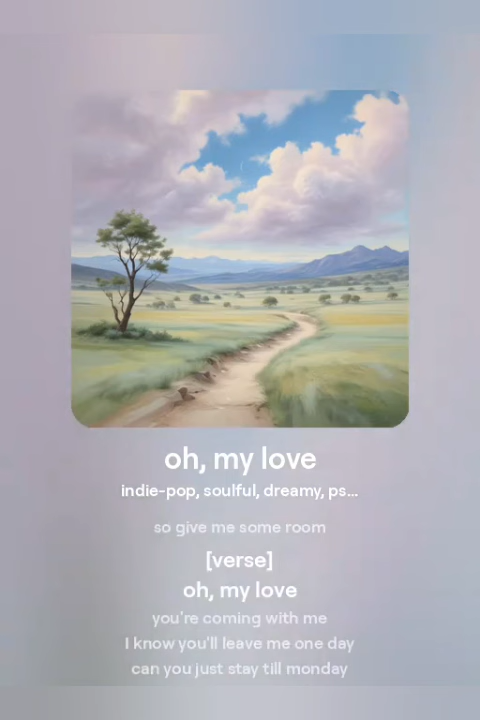 oh, my love
indie-pop, soulful, dreamy, ps...
so give me some room
[verse]
oh, my love
you're coming with me
I know you'll leave me one day
can you just stay till monday